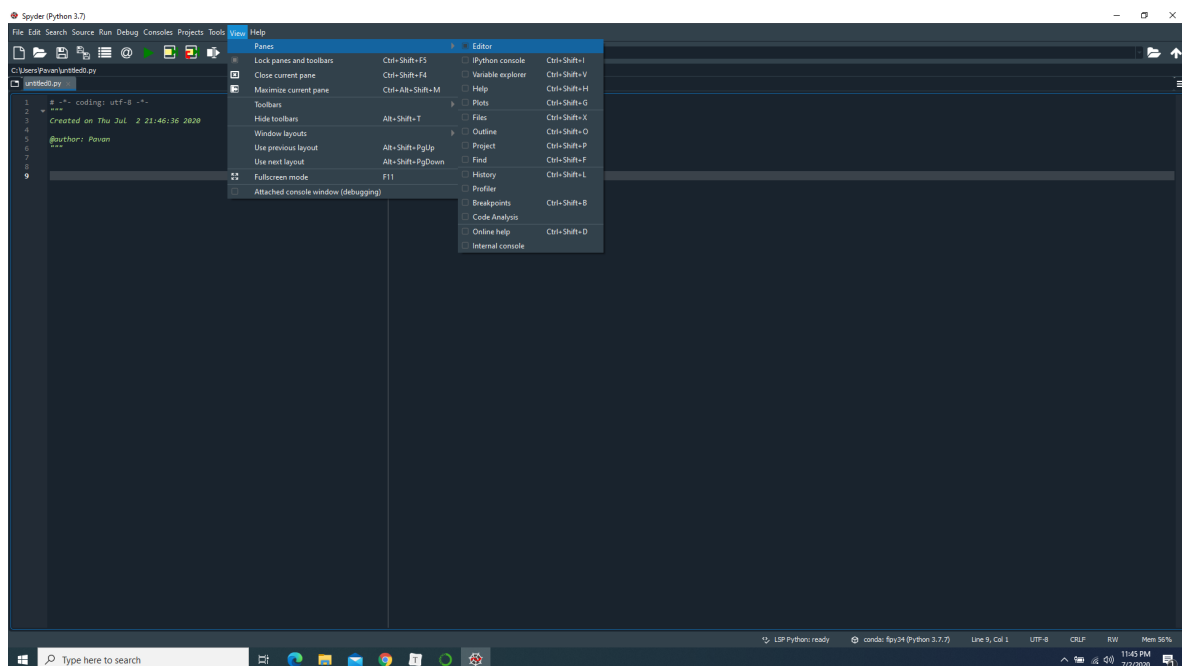 Spyder (Python 3.7)
File Edit Search Source Run Debug Consoles Projects Tools View Help
C:\Users\Pavan\untitled0.py
untitled0.py
1 # -*- coding: utf-8 -*-
2 """
3 Created on Thu Jul 2 21:46:36 2020
4
5 @author: Pavan
6 """
7
8
9
Panes
Lock panes and toolbars Ctrl+Shift+F5
Close current pane Ctrl+Shift+F4
Maximize current pane Ctrl+Alt+Shift+M
Toolbars
Hide toolbars Alt+Shift+T
Window layouts
Use previous layout Alt+Shift+PgUp
Use next layout Alt+Shift+PgDown
Fullscreen mode F11
Attached console window (debugging)
Editor
IPython console Ctrl+Shift+I
Variable explorer Ctrl+Shift+V
Help Ctrl+Shift+H
Plots Ctrl+Shift+G
Files Ctrl+Shift+X
Outline Ctrl+Shift+O
Project Ctrl+Shift+P
Find Ctrl+Shift+F
History Ctrl+Shift+L
Profiler
Breakpoints Ctrl+Shift+B
Code Analysis
Online help Ctrl+Shift+D
Internal console
LSP Python: ready conda: fipy34 (Python 3.7.7) Line 9, Col 1 UTF-8 CRLF RW Mem 56%
Type here to search
11:45 PM
7/2/2020